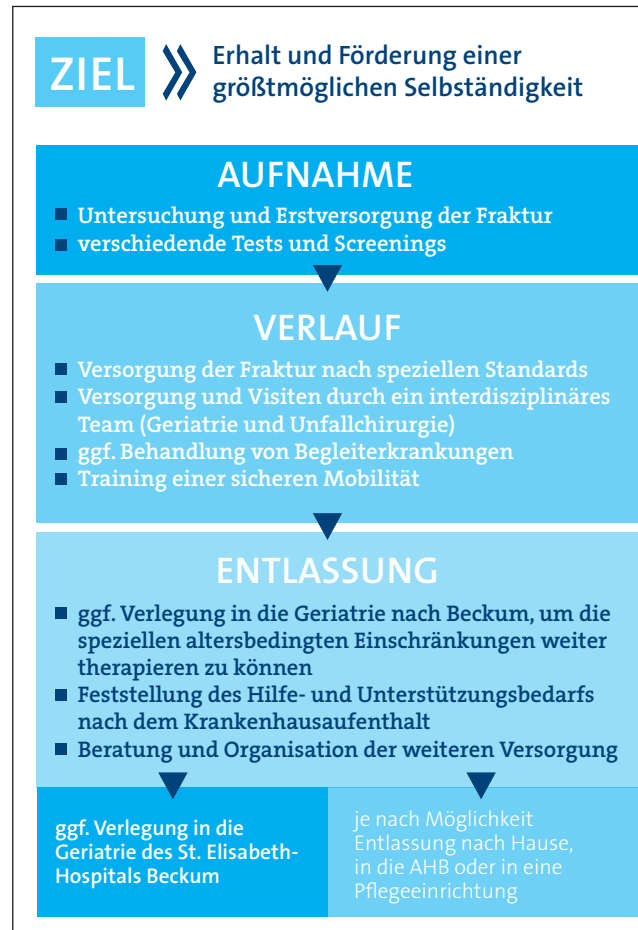 ZIEL
Erhalt und Förderung einer
größtmöglichen Selbständigkeit
AUFNAHME
Untersuchung und Erstversorgung der Fraktur
verschiedende Tests und Screenings
VERLAUF
Versorgung der Fraktur nach speziellen Standards
Versorgung und Visiten durch ein interdisziplinäres
Team (Geriatrie und Unfallchirurgie)
ggf. Behandlung von Begleiterkrankungen
Training einer sicheren Mobilität
ENTLASSUNG
ggf. Verlegung in die Geriatrie nach Beckum, um die
speziellen altersbedingten Einschränkungen weiter
therapieren zu können
Feststellung des Hilfe- und Unterstützungsbedarfs
nach dem Krankenhausaufenthalt
Beratung und Organisation der weiteren Versorgung
ggf. Verlegung in die
Geriatrie des St. Elisabeth-
Hospitals Beckum
je nach Möglichkeit
Entlassung nach Hause,
in die AHB oder in eine
Pflegeeinrichtung